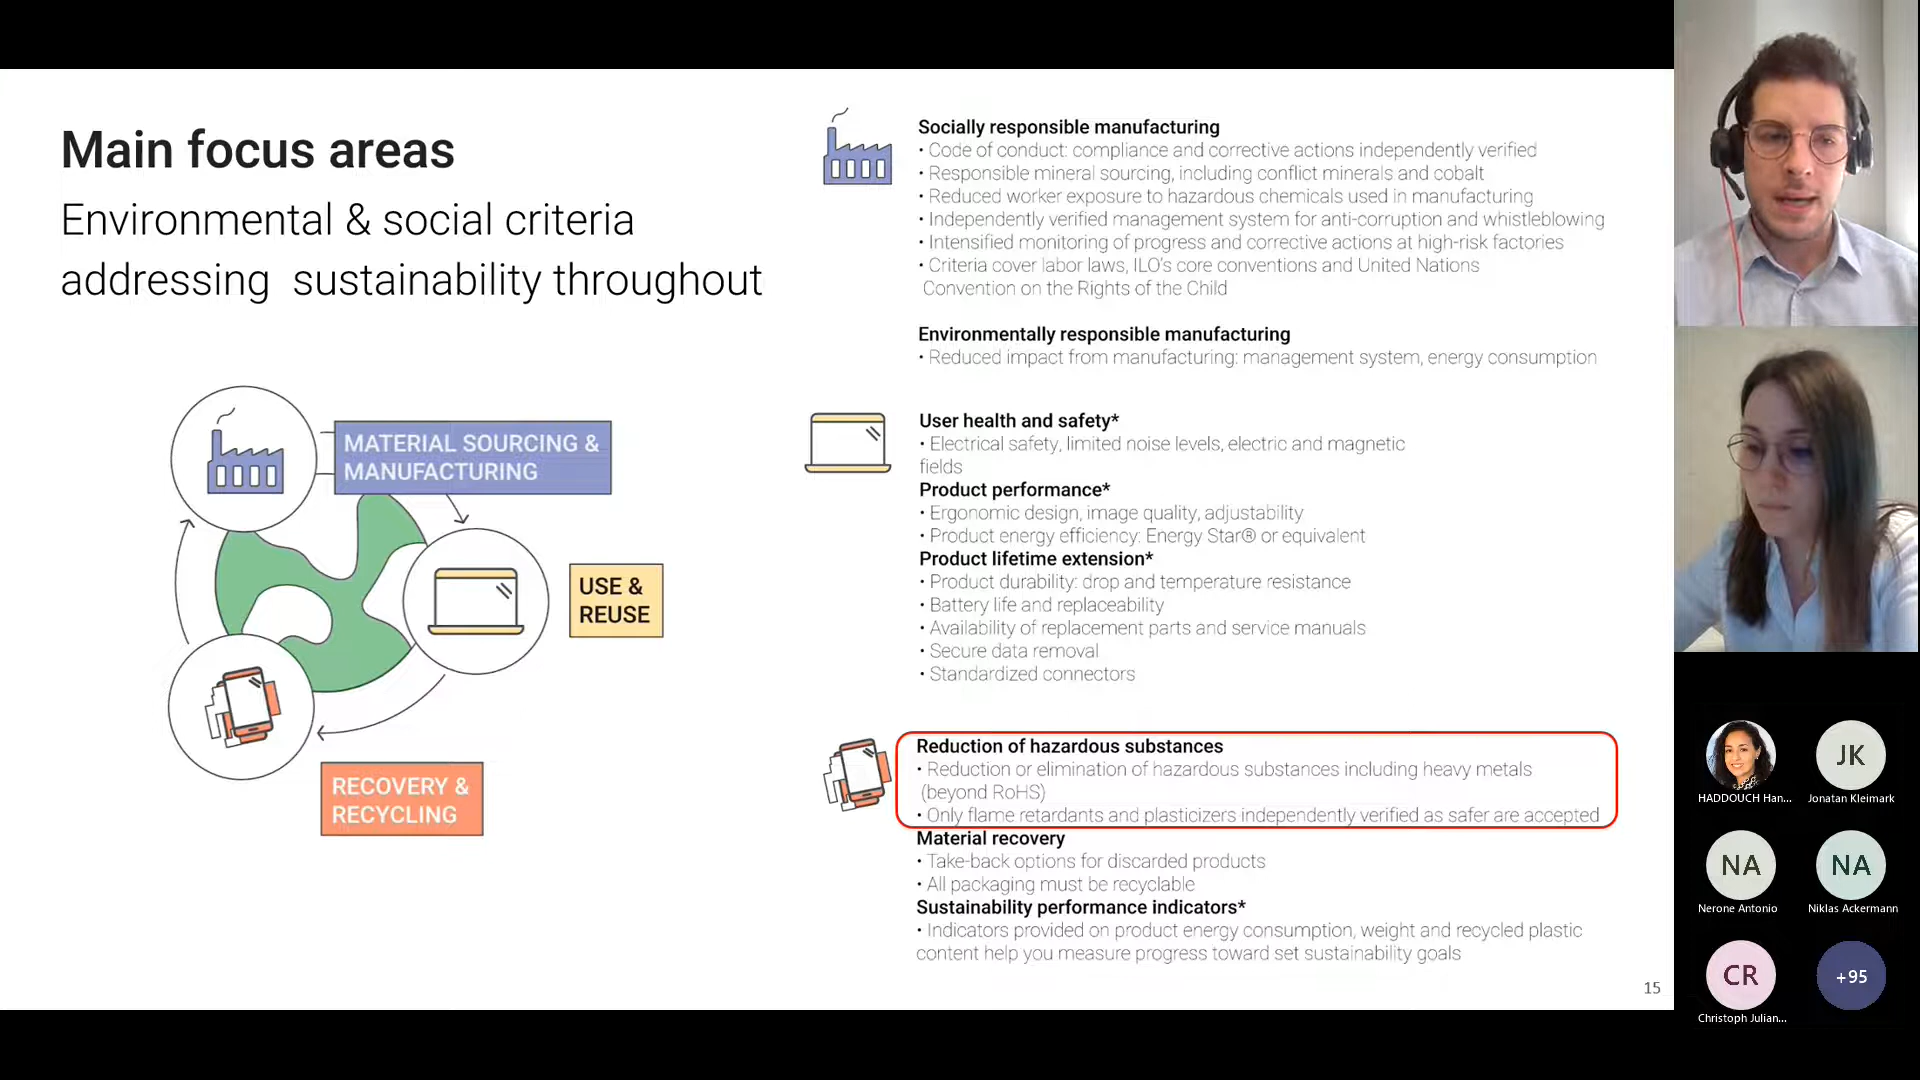 Main focus areas
Environmental & social criteria
addressing  sustainability throughout
MATERIAL SOURCING &
MANUFACTURING
USE &
REUSE
RECOVERY &
RECYCLING
Socially responsible manufacturing
• Code of conduct: compliance and corrective actions independently verified
• Responsible mineral sourcing, including conflict minerals and cobalt
• Reduced worker exposure to hazardous chemicals used in manufacturing
• Independently verified management system for anti-corruption and whistleblowing
• Intensified monitoring of progress and corrective actions at high-risk factories
• Criteria cover labor laws, ILO's core conventions and United Nations
Convention on the Rights of the Child
Environmentally responsible manufacturing
• Reduced impact from manufacturing: management system, energy consumption
User health and safety*
• Electrical safety, limited noise levels, electric and magnetic
fields
Product performance*
• Ergonomic design, image quality, adjustability
• Product energy efficiency: Energy Star® or equivalent
Product lifetime extension*
• Product durability: drop and temperature resistance
• Battery life and replaceability
• Availability of replacement parts and service manuals
• Secure data removal
• Standardized connectors
Reduction of hazardous substances
• Reduction or elimination of hazardous substances including heavy metals
(beyond RoHS)
• Only flame retardants and plasticizers independently verified as safer are accepted
Material recovery
• Take-back options for discarded products
• All packaging must be recyclable
Sustainability performance indicators*
• Indicators provided on product energy consumption, weight and recycled plastic
content help you measure progress toward set sustainability goals
15
HADDOUCH Han...
JK
Jonatan Kleimark
NA
Nerone Antonio
NA
Niklas Ackermann
CR
Christoph Julian...
+95